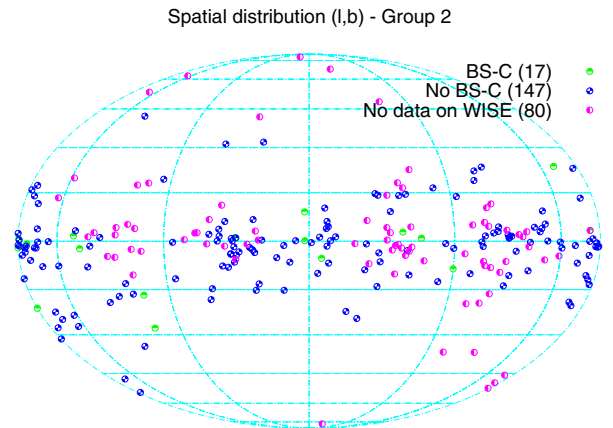 Spatial distribution (l,b) - Group 2
BS-C (17)
No BS-C (147)
No data on WISE (80)